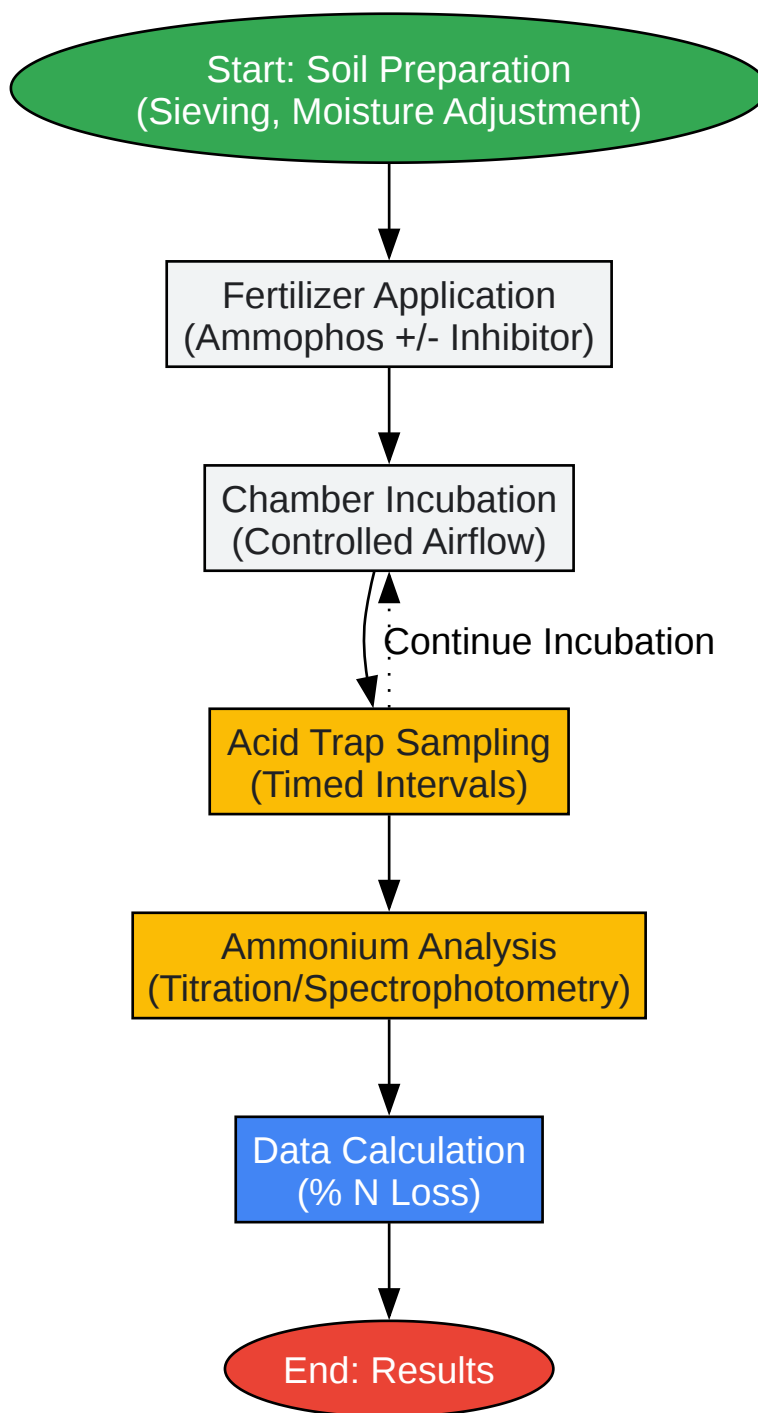 Start: Soil Preparation
(Sieving, Moisture Adjustment)
Fertilizer Application
(Ammophos +/- Inhibitor)
Chamber Incubation
(Controlled Airflow)
Continue Incubation
Acid Trap Sampling
(Timed Intervals)
Ammonium Analysis
(Titration/Spectrophotometry)
Data Calculation
(% N Loss)
End: Results